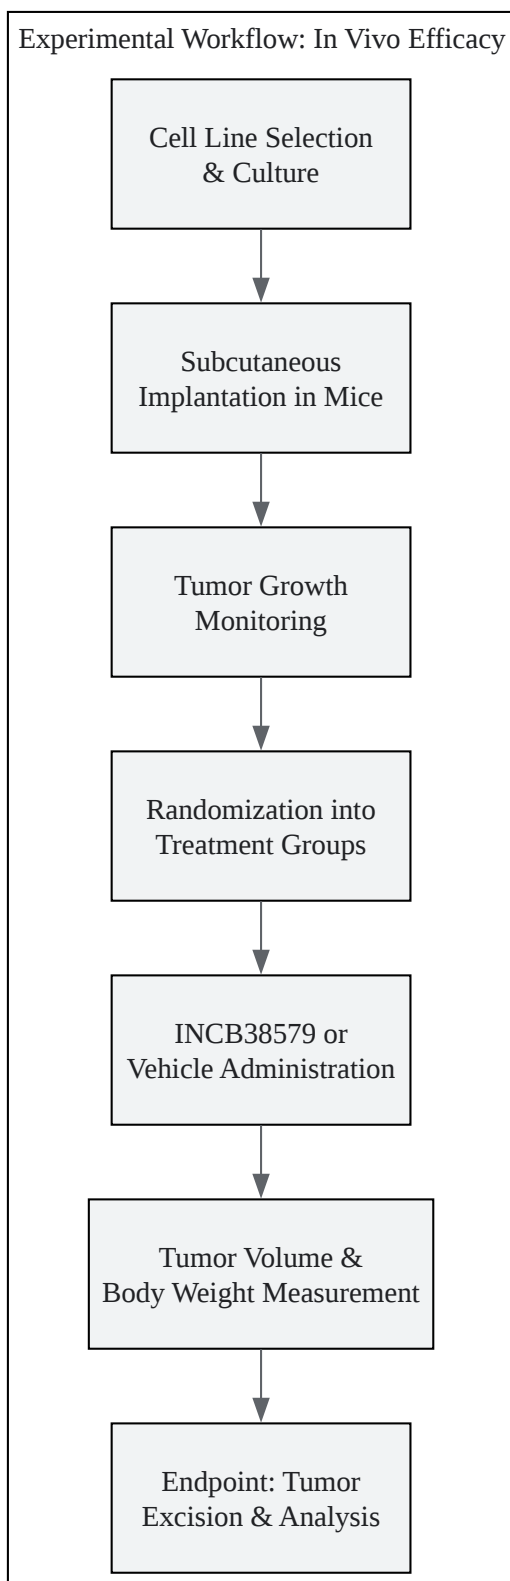 Experimental Workflow: In Vivo Efficacy
Cell Line Selection
& Culture
Subcutaneous
Implantation in Mice
Tumor Growth
Monitoring
Randomization into
Treatment Groups
INCB38579 or
Vehicle Administration
Tumor Volume &
Body Weight Measurement
Endpoint: Tumor
Excision & Analysis